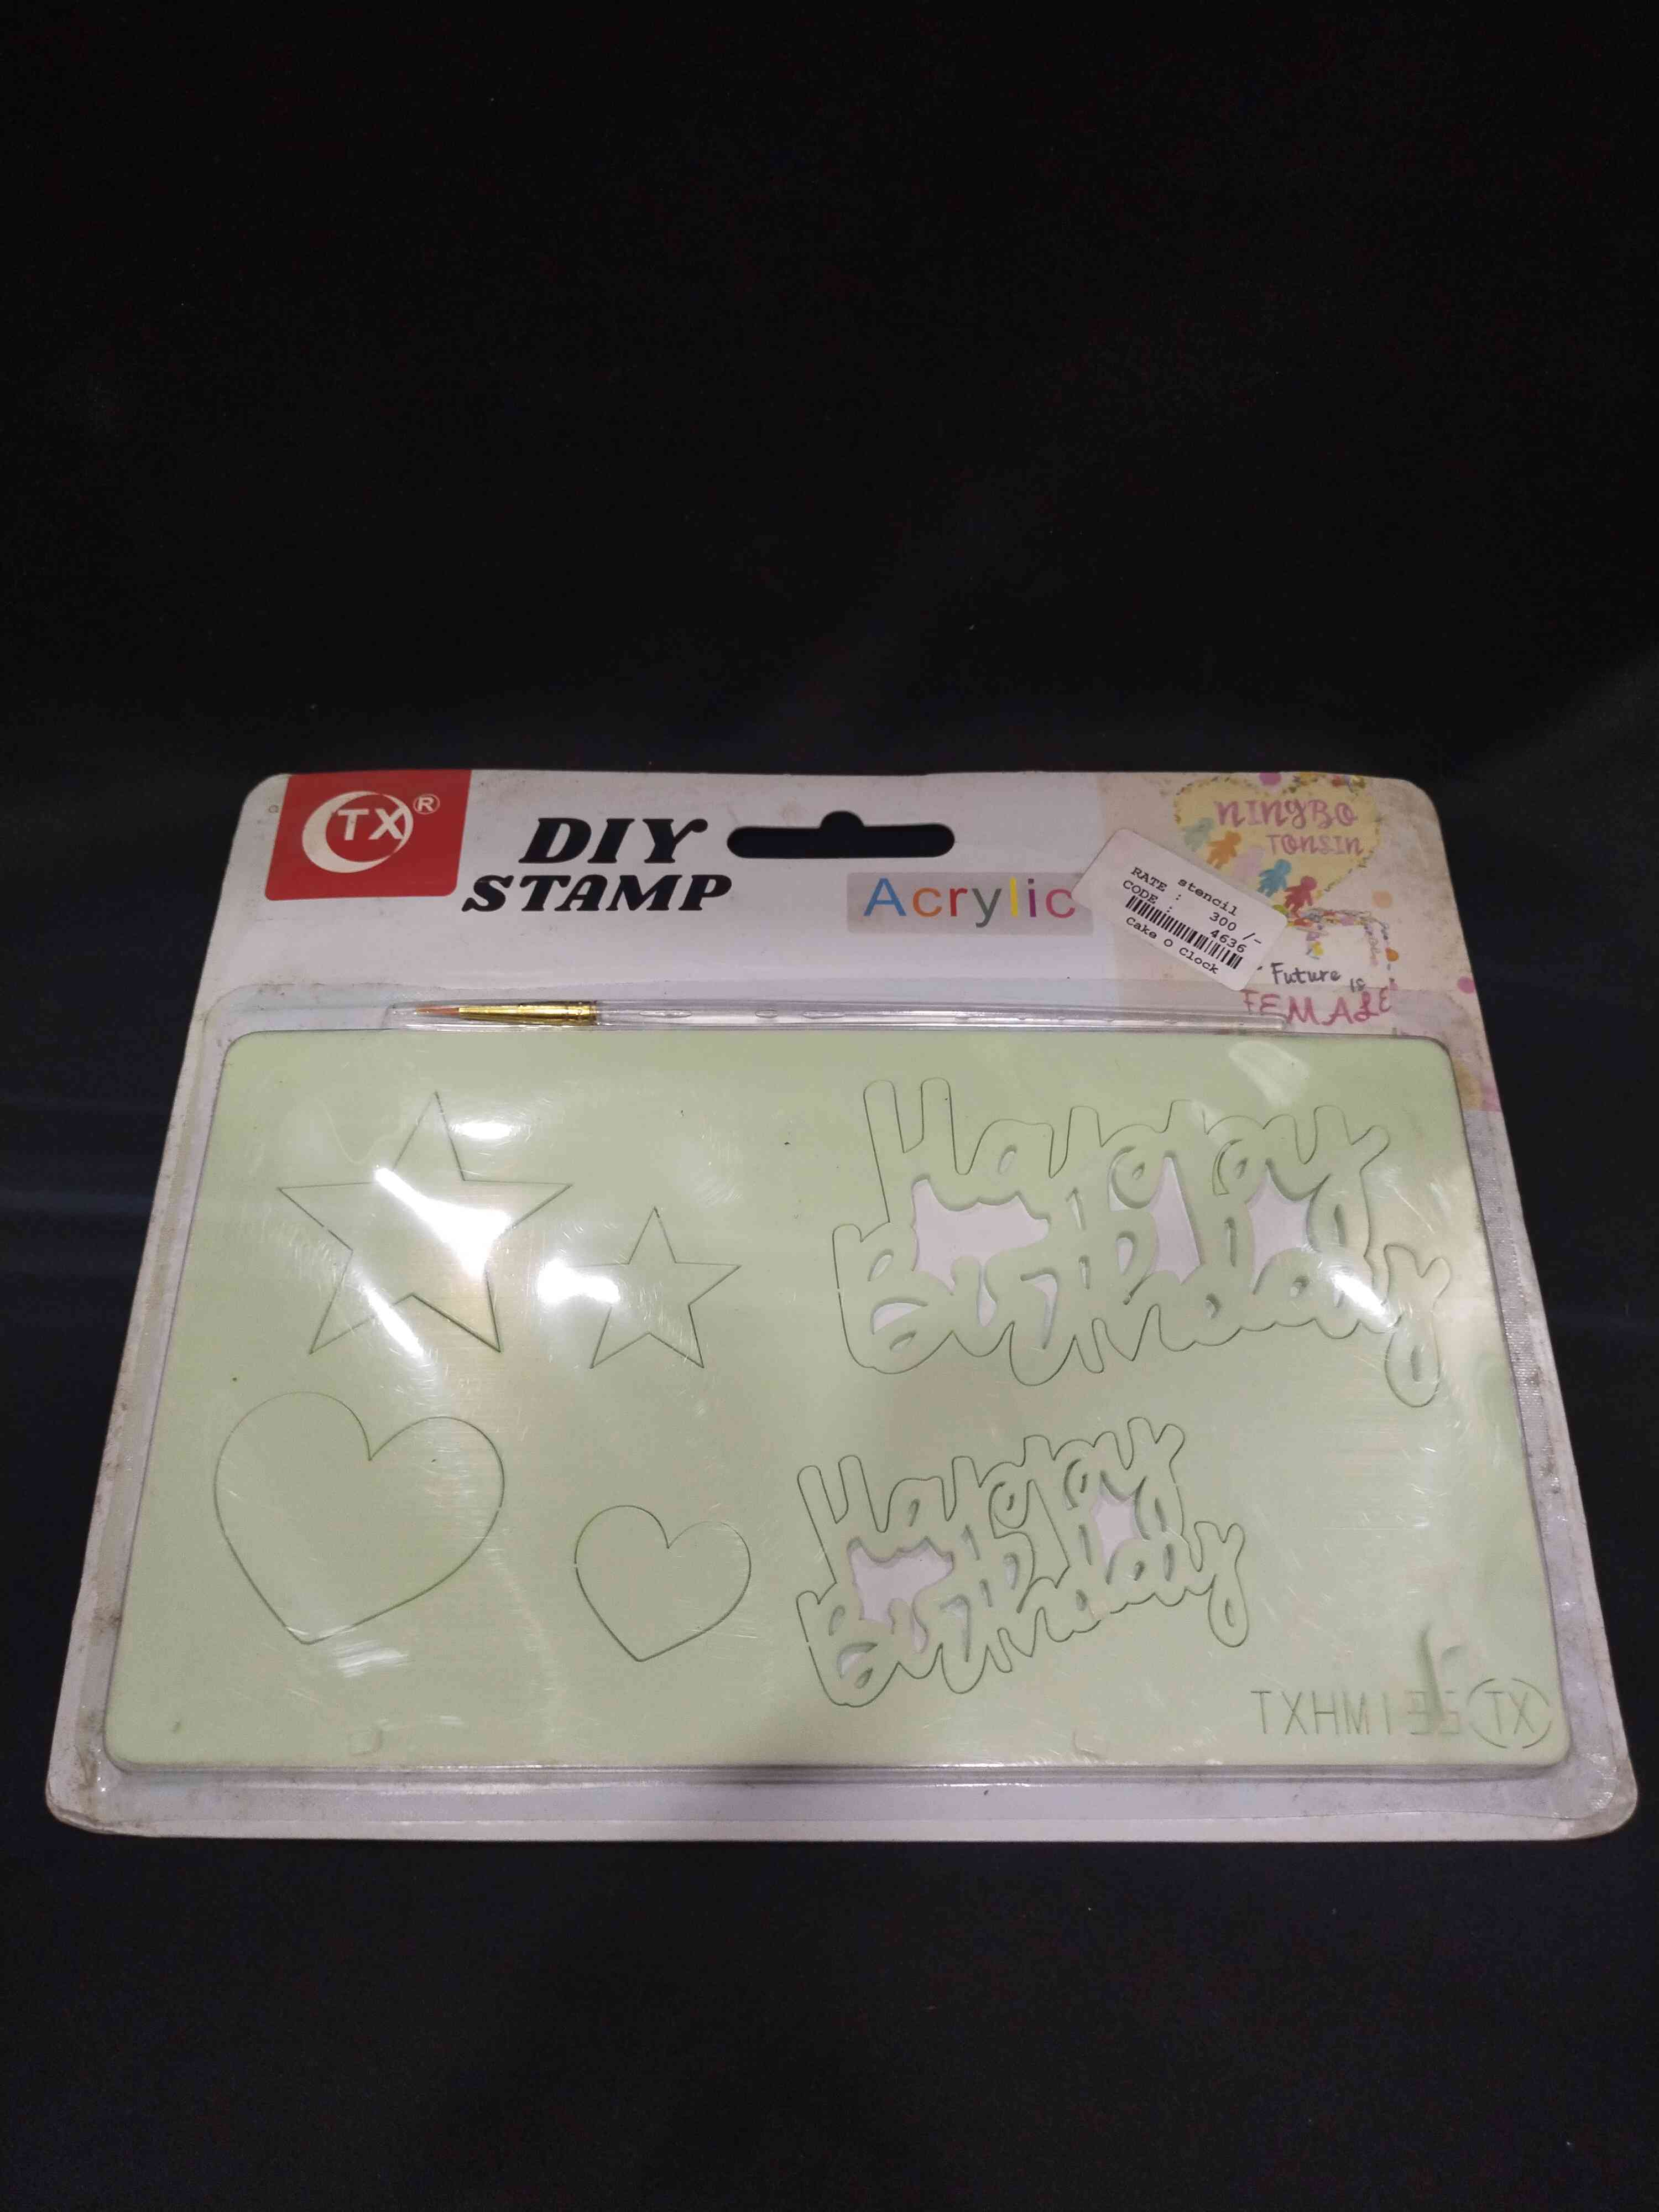 TX®
DIY
STAMP
Acrylic
NINGBO
TONSIN
stencil
RATE : 300 /-
CODE : 4636
Cake O Clock
Future is
FEMALE
Happy
Birthday
Happy
Birthday
TX